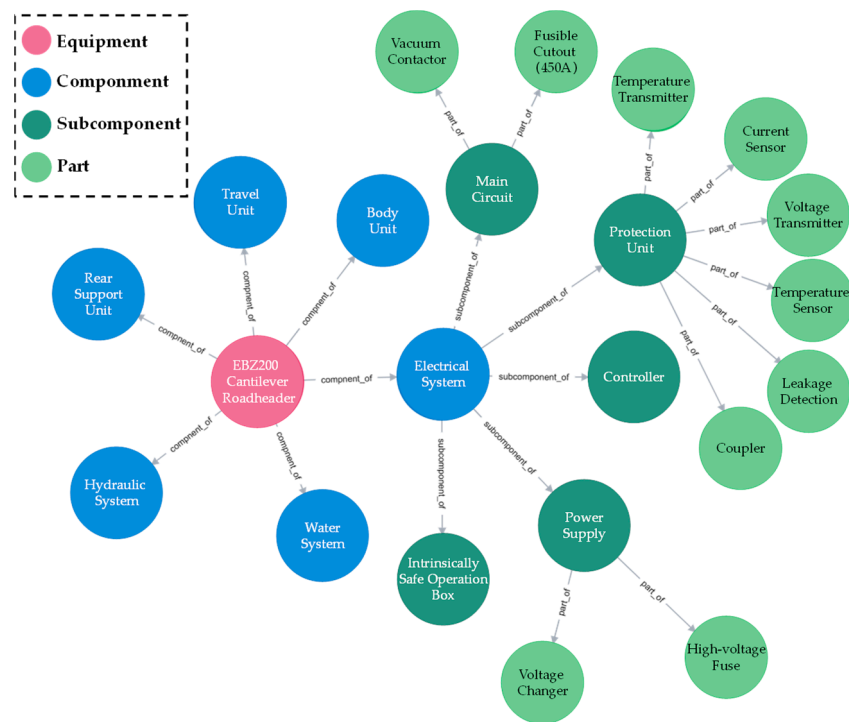 Equipment
Componment
Subcomponent
Part
Vacuum
Contactor
Fusible
Cutout
(450A)
Temperature
Transmitter
Current
Sensor
part_of
part_of
part_of
part_of
Travel
Unit
Body
Unit
Main
Circuit
Protection
Unit
Voltage
Transmitter
part_of
part_of
Rear
Support
Unit
compnent_of
compnent_of
compnent_of
subcomponent_of
subcomponent_of
Temperature
Sensor
part_of
part_of
EBZ200
Cantilever
Roadheader
compnent_of
Electrical
System
subcomponent_of
Controller
Leakage
Detection
Coupler
compnent_of
compnent_of
subcomponent_of
subcomponent_of
Hydraulic
System
Water
System
Power
Supply
Intrinsically
Safe Operation
Box
part_of
part_of
Voltage
Changer
High-voltage
Fuse